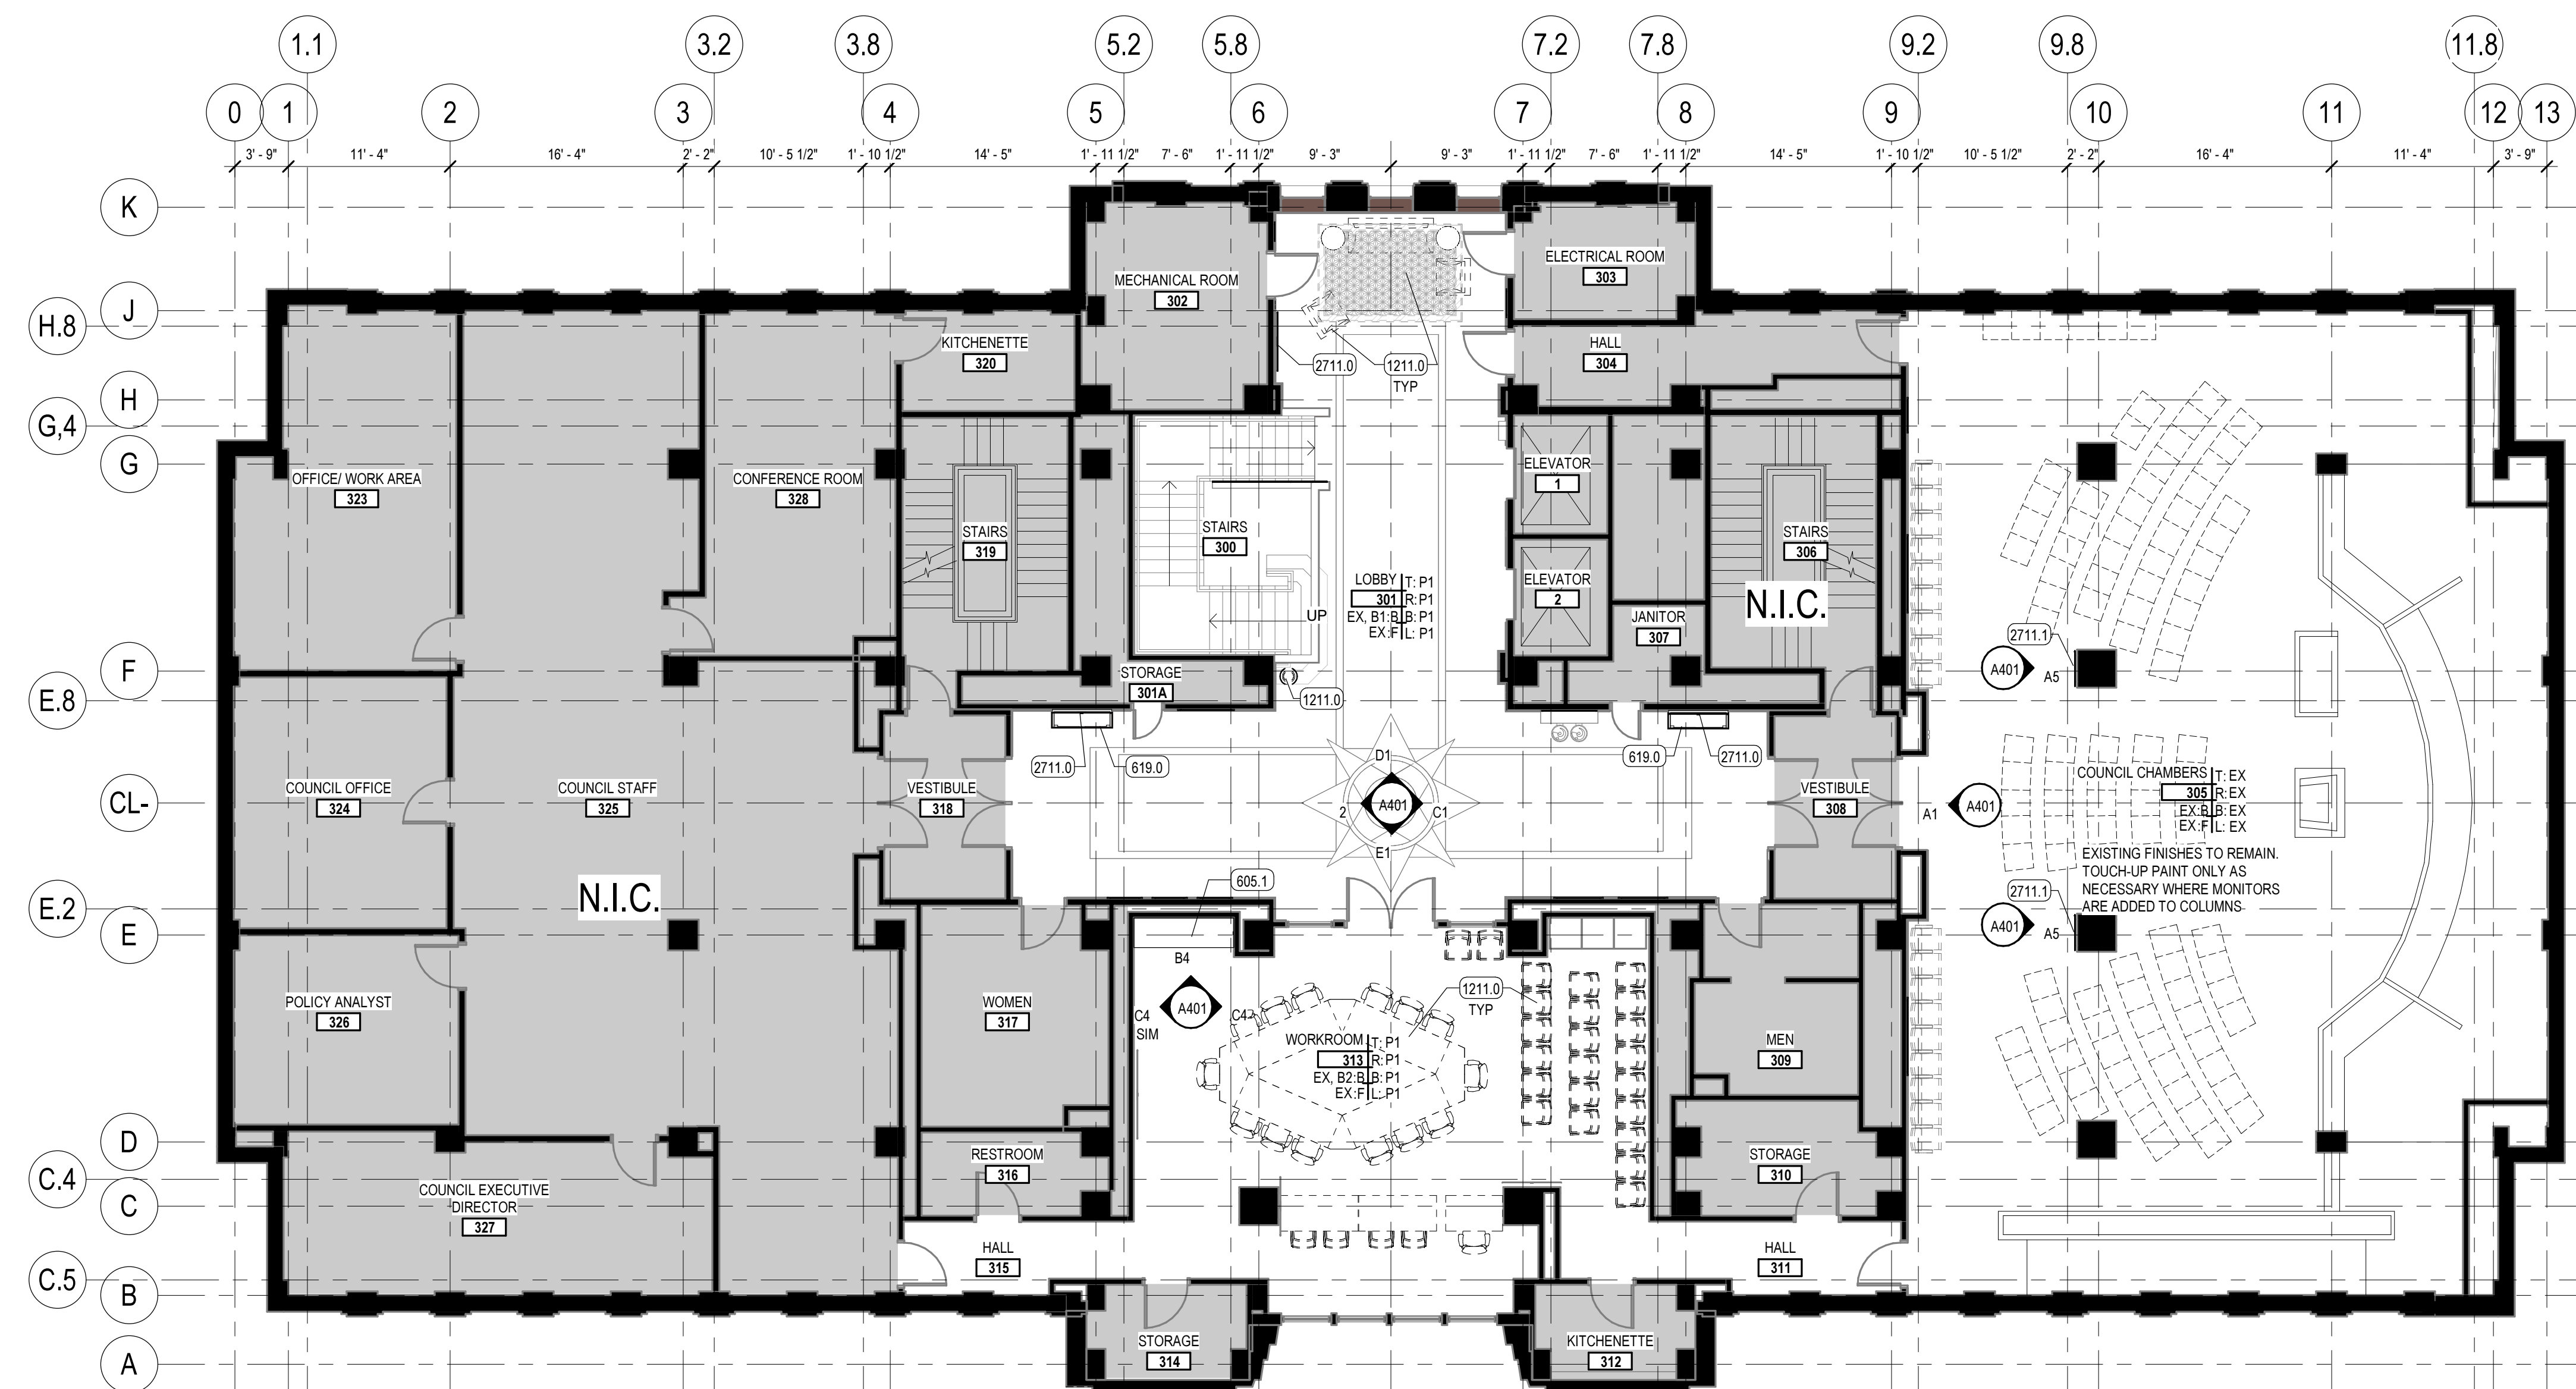 1.1
3.2
3.8
5.2
5.8
7.2
7.8
9.2
9.8
11.8
0
1
2
3
4
5
6
7
8
9
10
11
12
13
3' - 9"
11' - 4"
16' - 4"
2' - 2"
10' - 5 1/2"
1' - 10 1/2"
14' - 5"
1' - 11 1/2"
7' - 6"
1' - 11 1/2"
9' - 3"
9' - 3"
1' - 11 1/2"
7' - 6"
1' - 11 1/2"
14' - 5"
1' - 10 1/2"
10' - 5 1/2"
2' - 2"
16' - 4"
11' - 4"
3' - 9"
K
J
H.8
H
G,4
G
F
E.8
CL-
E.2
E
D
C.4
C
C.5
B
A
MECHANICAL ROOM
302
ELECTRICAL ROOM
303
KITCHENETTE
320
HALL
304
2711.0
1211.0
TYP
OFFICE/ WORK AREA
323
CONFERENCE ROOM
328
STAIRS
319
STAIRS
300
UP
ELEVATOR
1
ELEVATOR
2
STAIRS
306
N.I.C.
LOBBY
301
EX, B1:B
EX:F
T: P1
R: P1
B: P1
L: P1
JANITOR
307
STORAGE
301A
1211.0
2711.0
619.0
619.0
2711.0
2711.1
A401
A5
COUNCIL OFFICE
324
COUNCIL STAFF
325
VESTIBULE
318
D1
2
A401
C1
E1
VESTIBULE
308
A1
A401
COUNCIL CHAMBERS
305
EX:B
EX:F
T: EX
R: EX
B: EX
L: EX
EXISTING FINISHES TO REMAIN.
TOUCH-UP PAINT ONLY AS
NECESSARY WHERE MONITORS
ARE ADDED TO COLUMNS
2711.1
A401
A5
N.I.C.
605.1
B4
A401
C4
SIM
C4
POLICY ANALYST
326
WOMEN
317
1211.0
TYP
WORKROOM
313
EX, B2:B
EX:F
T: P1
R: P1
B: P1
L: P1
MEN
309
RESTROOM
316
STORAGE
310
COUNCIL EXECUTIVE
DIRECTOR
327
HALL
315
HALL
311
STORAGE
314
KITCHENETTE
312